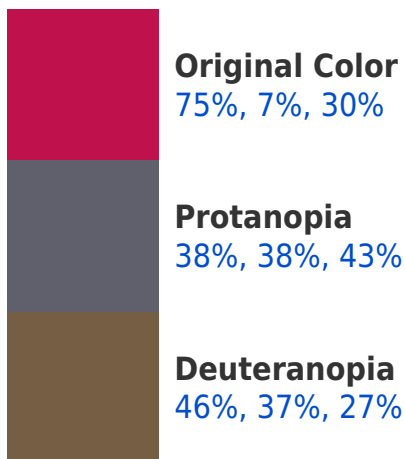 Original Color
75%, 7%, 30%
Protanopia
38%, 38%, 43%
Deuteranopia
46%, 37%, 27%